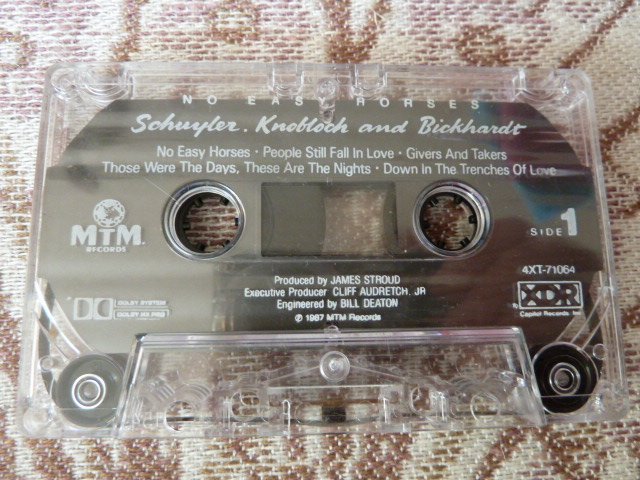 NO EASY HORSES
Schuyler, Knobloch and Bickhardt
No Easy Horses · People Still Fall In Love · Givers And Takers
Those Were The Days, These Are The Nights · Down In The Trenches Of Love
MTM.
RECORDS
SIDE 1
4XT-71064
Produced by JAMES STROUD
Executive Producer CLIFF AUDRETCH, JR
Engineered by BILL DEATON
℗ 1987 MTM Records
DOLBY SYSTEM
DOLBY HX PRO
XDR
Capitol Records, Inc.